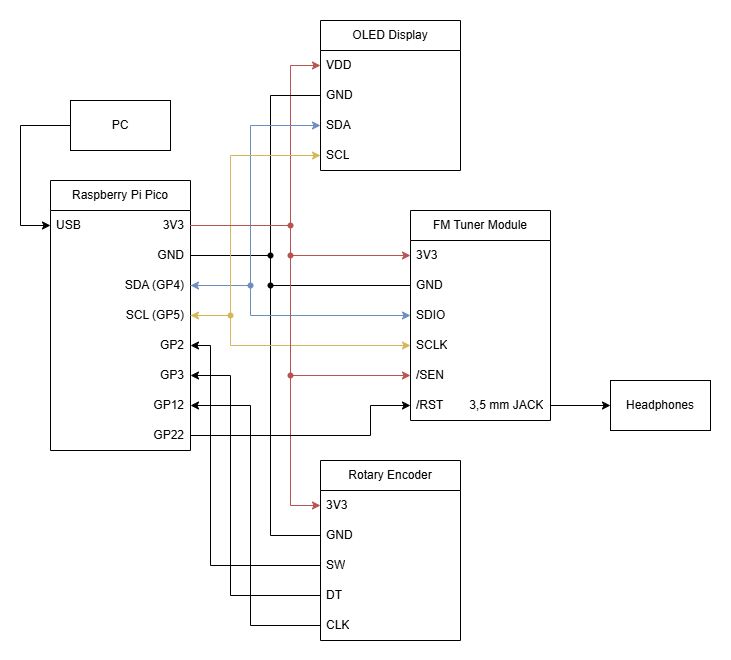 OLED Display
VDD
GND
SDA
SCL
PC
Raspberry Pi Pico
USB 3V3
GND
SDA (GP4)
SCL (GP5)
GP2
GP3
GP12
GP22
FM Tuner Module
3V3
GND
SDIO
SCLK
/SEN
/RST 3,5 mm JACK
Headphones
Rotary Encoder
3V3
GND
SW
DT
CLK